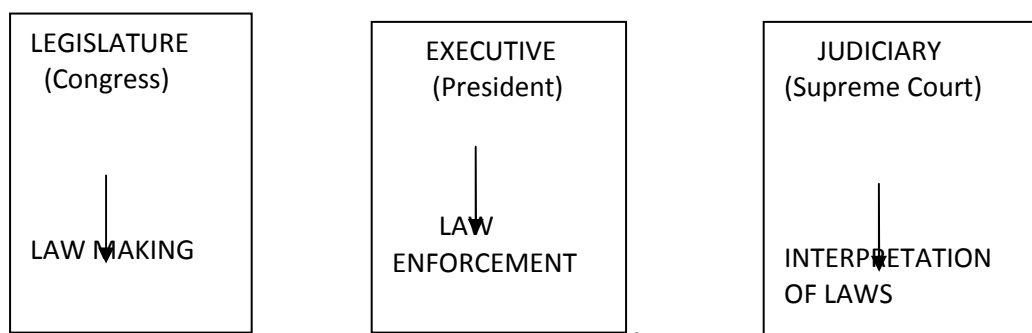 LEGISLATURE
(Congress)
LAW MAKING
EXECUTIVE
(President)
LAW
ENFORCEMENT
JUDICIARY
(Supreme Court)
INTERPRETATION
OF LAWS